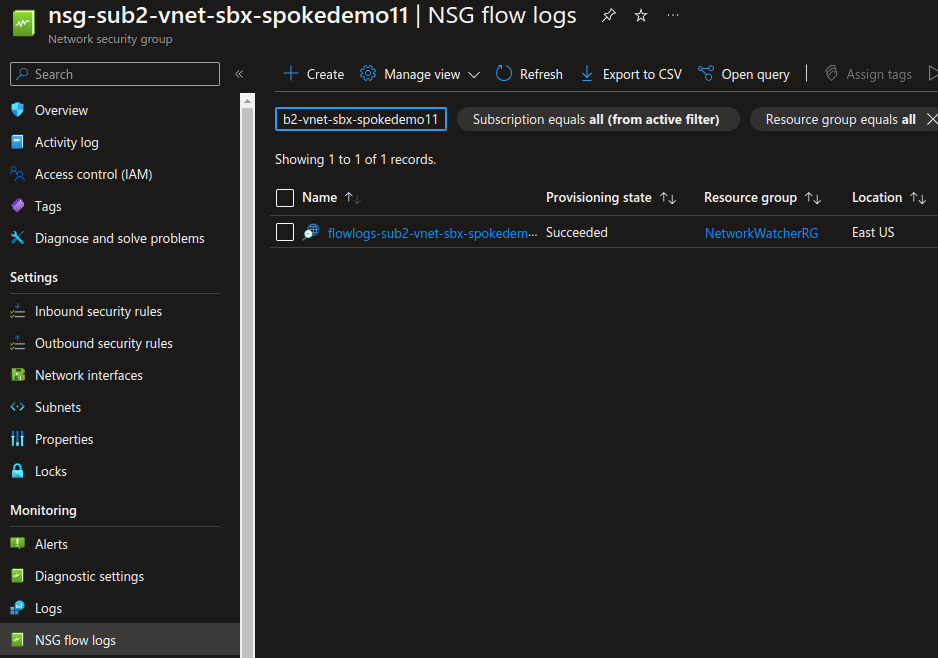 nsg-sub2-vnet-sbx-spokedemo11 | NSG flow logs
Network security group
Search
Create Manage view Refresh Export to CSV Open query Assign tags
Overview
Activity log
Access control (IAM)
Tags
Diagnose and solve problems
Settings
Inbound security rules
Outbound security rules
Network interfaces
Subnets
Properties
Locks
Monitoring
Alerts
Diagnostic settings
Logs
NSG flow logs
b2-vnet-sbx-spokedemo11 Subscription equals all (from active filter) Resource group equals all
Showing 1 to 1 of 1 records.
Name Provisioning state Resource group Location
flowlogs-sub2-vnet-sbx-spokedem... Succeeded NetworkWatcherRG East US